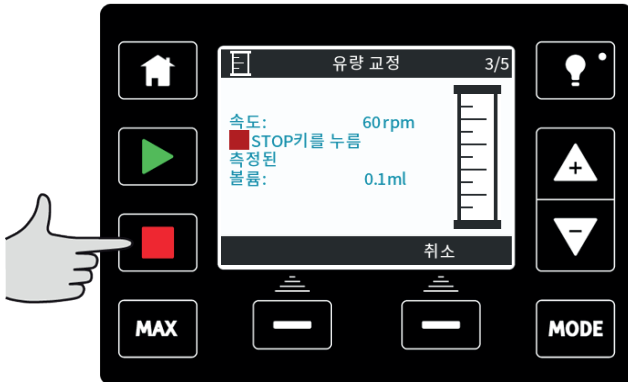 유량 교정 3/5
속도: 60 rpm
STOP키를 누름
측정된
볼륨: 0.1ml
취소
MAX
MODE